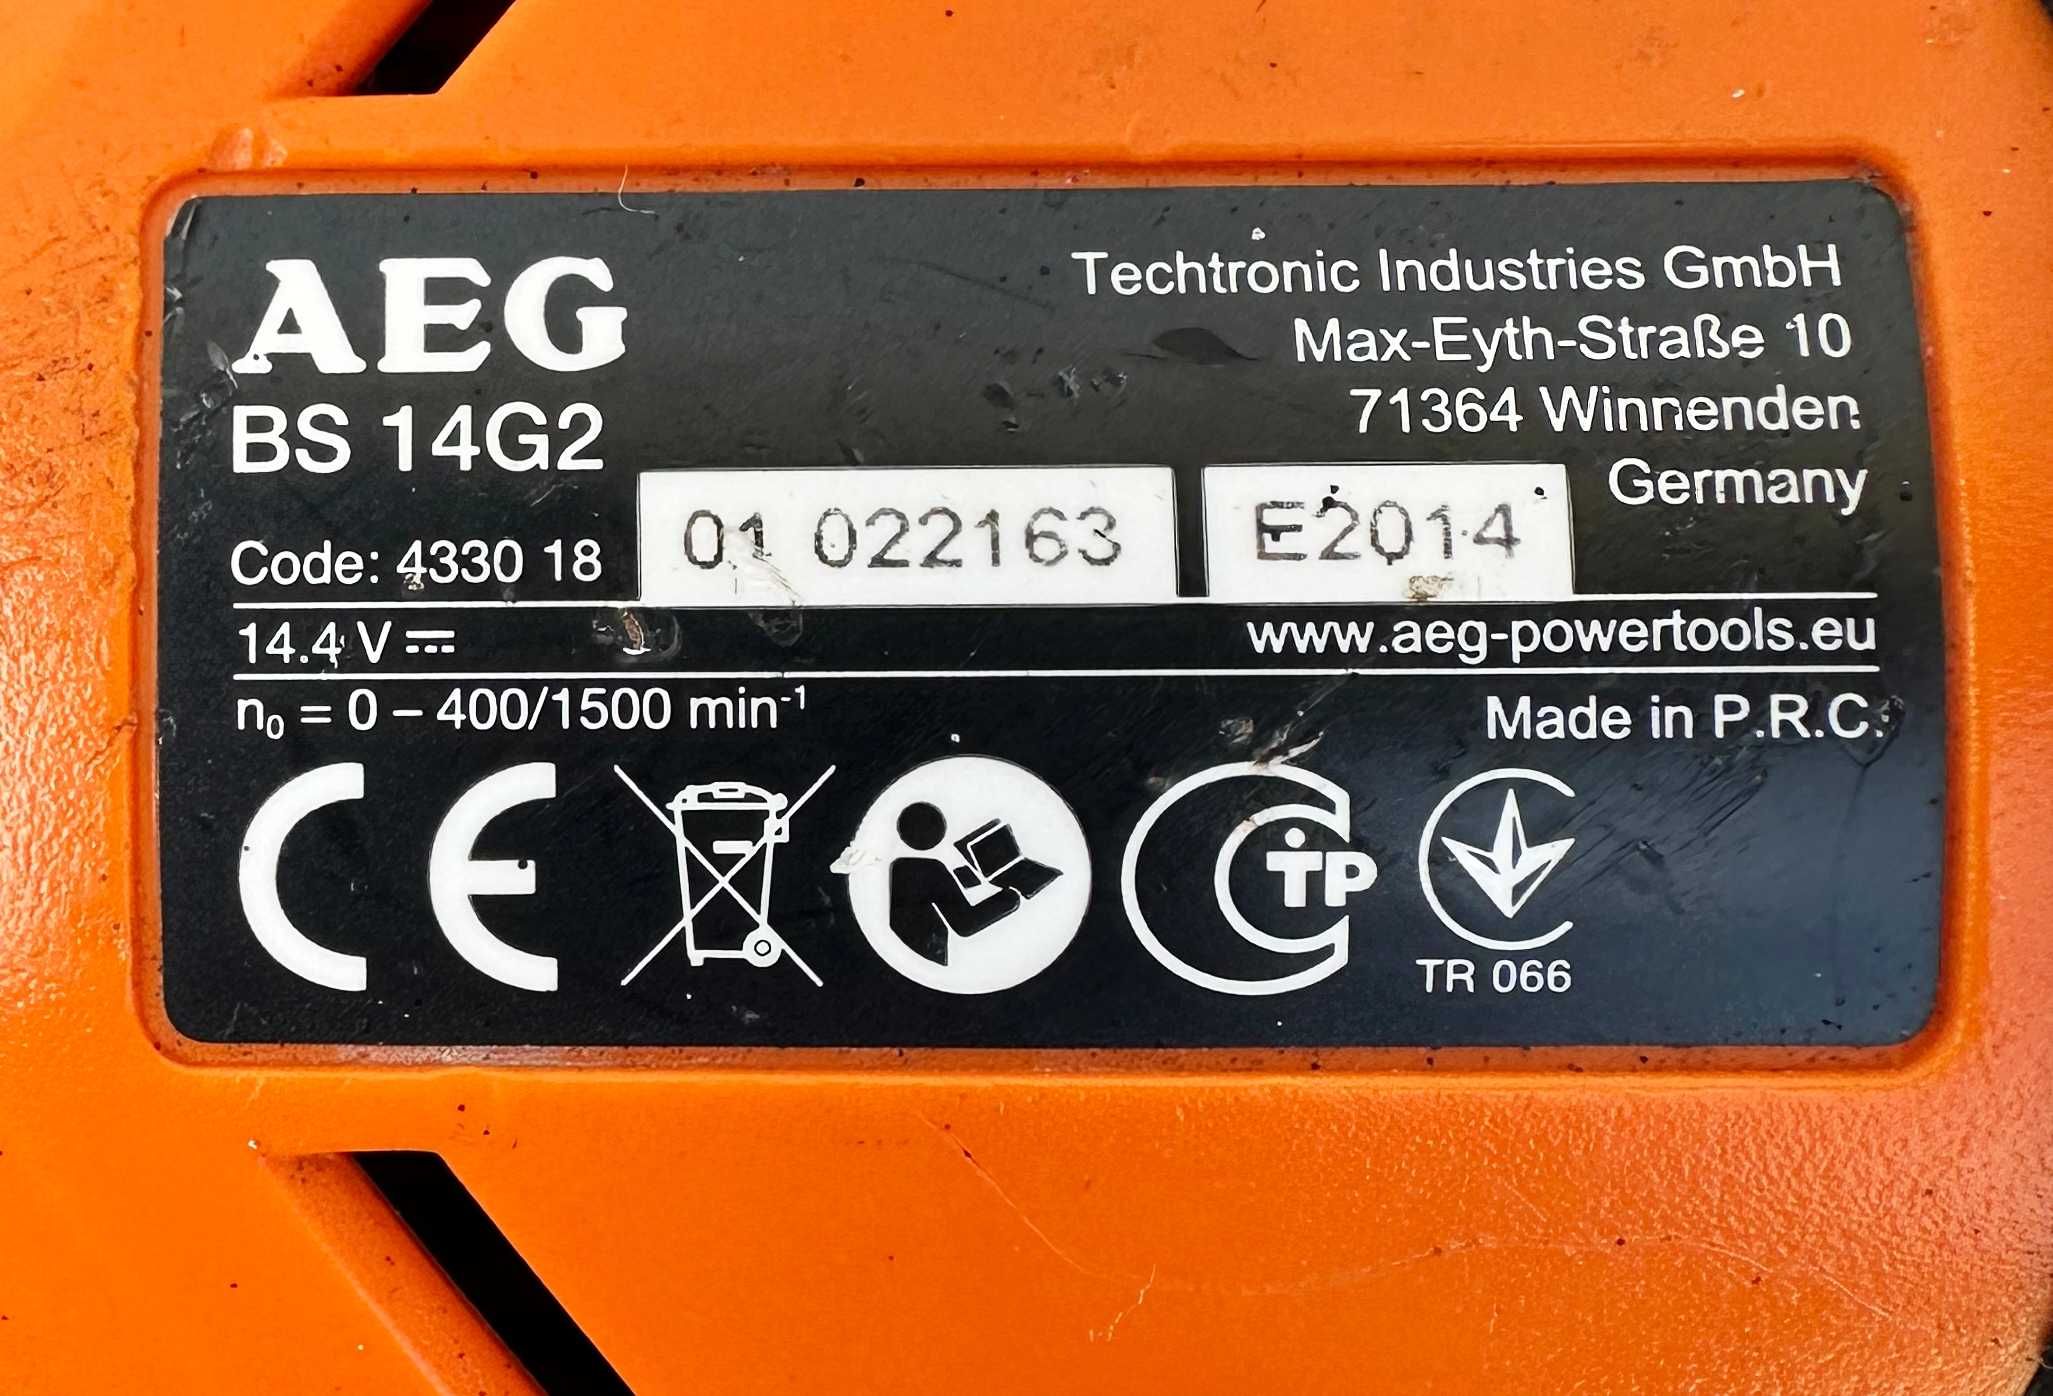 AEG
BS 14G2
Techtronic Industries GmbH
Max-Eyth-Straße 10
71364 Winnenden
Germany
Code: 4330 18
01 022163
E2014
14.4 V
www.aeg-powertools.eu
n₀ = 0 – 400/1500 min⁻¹
Made in P.R.C.
CE
TP
TR 066